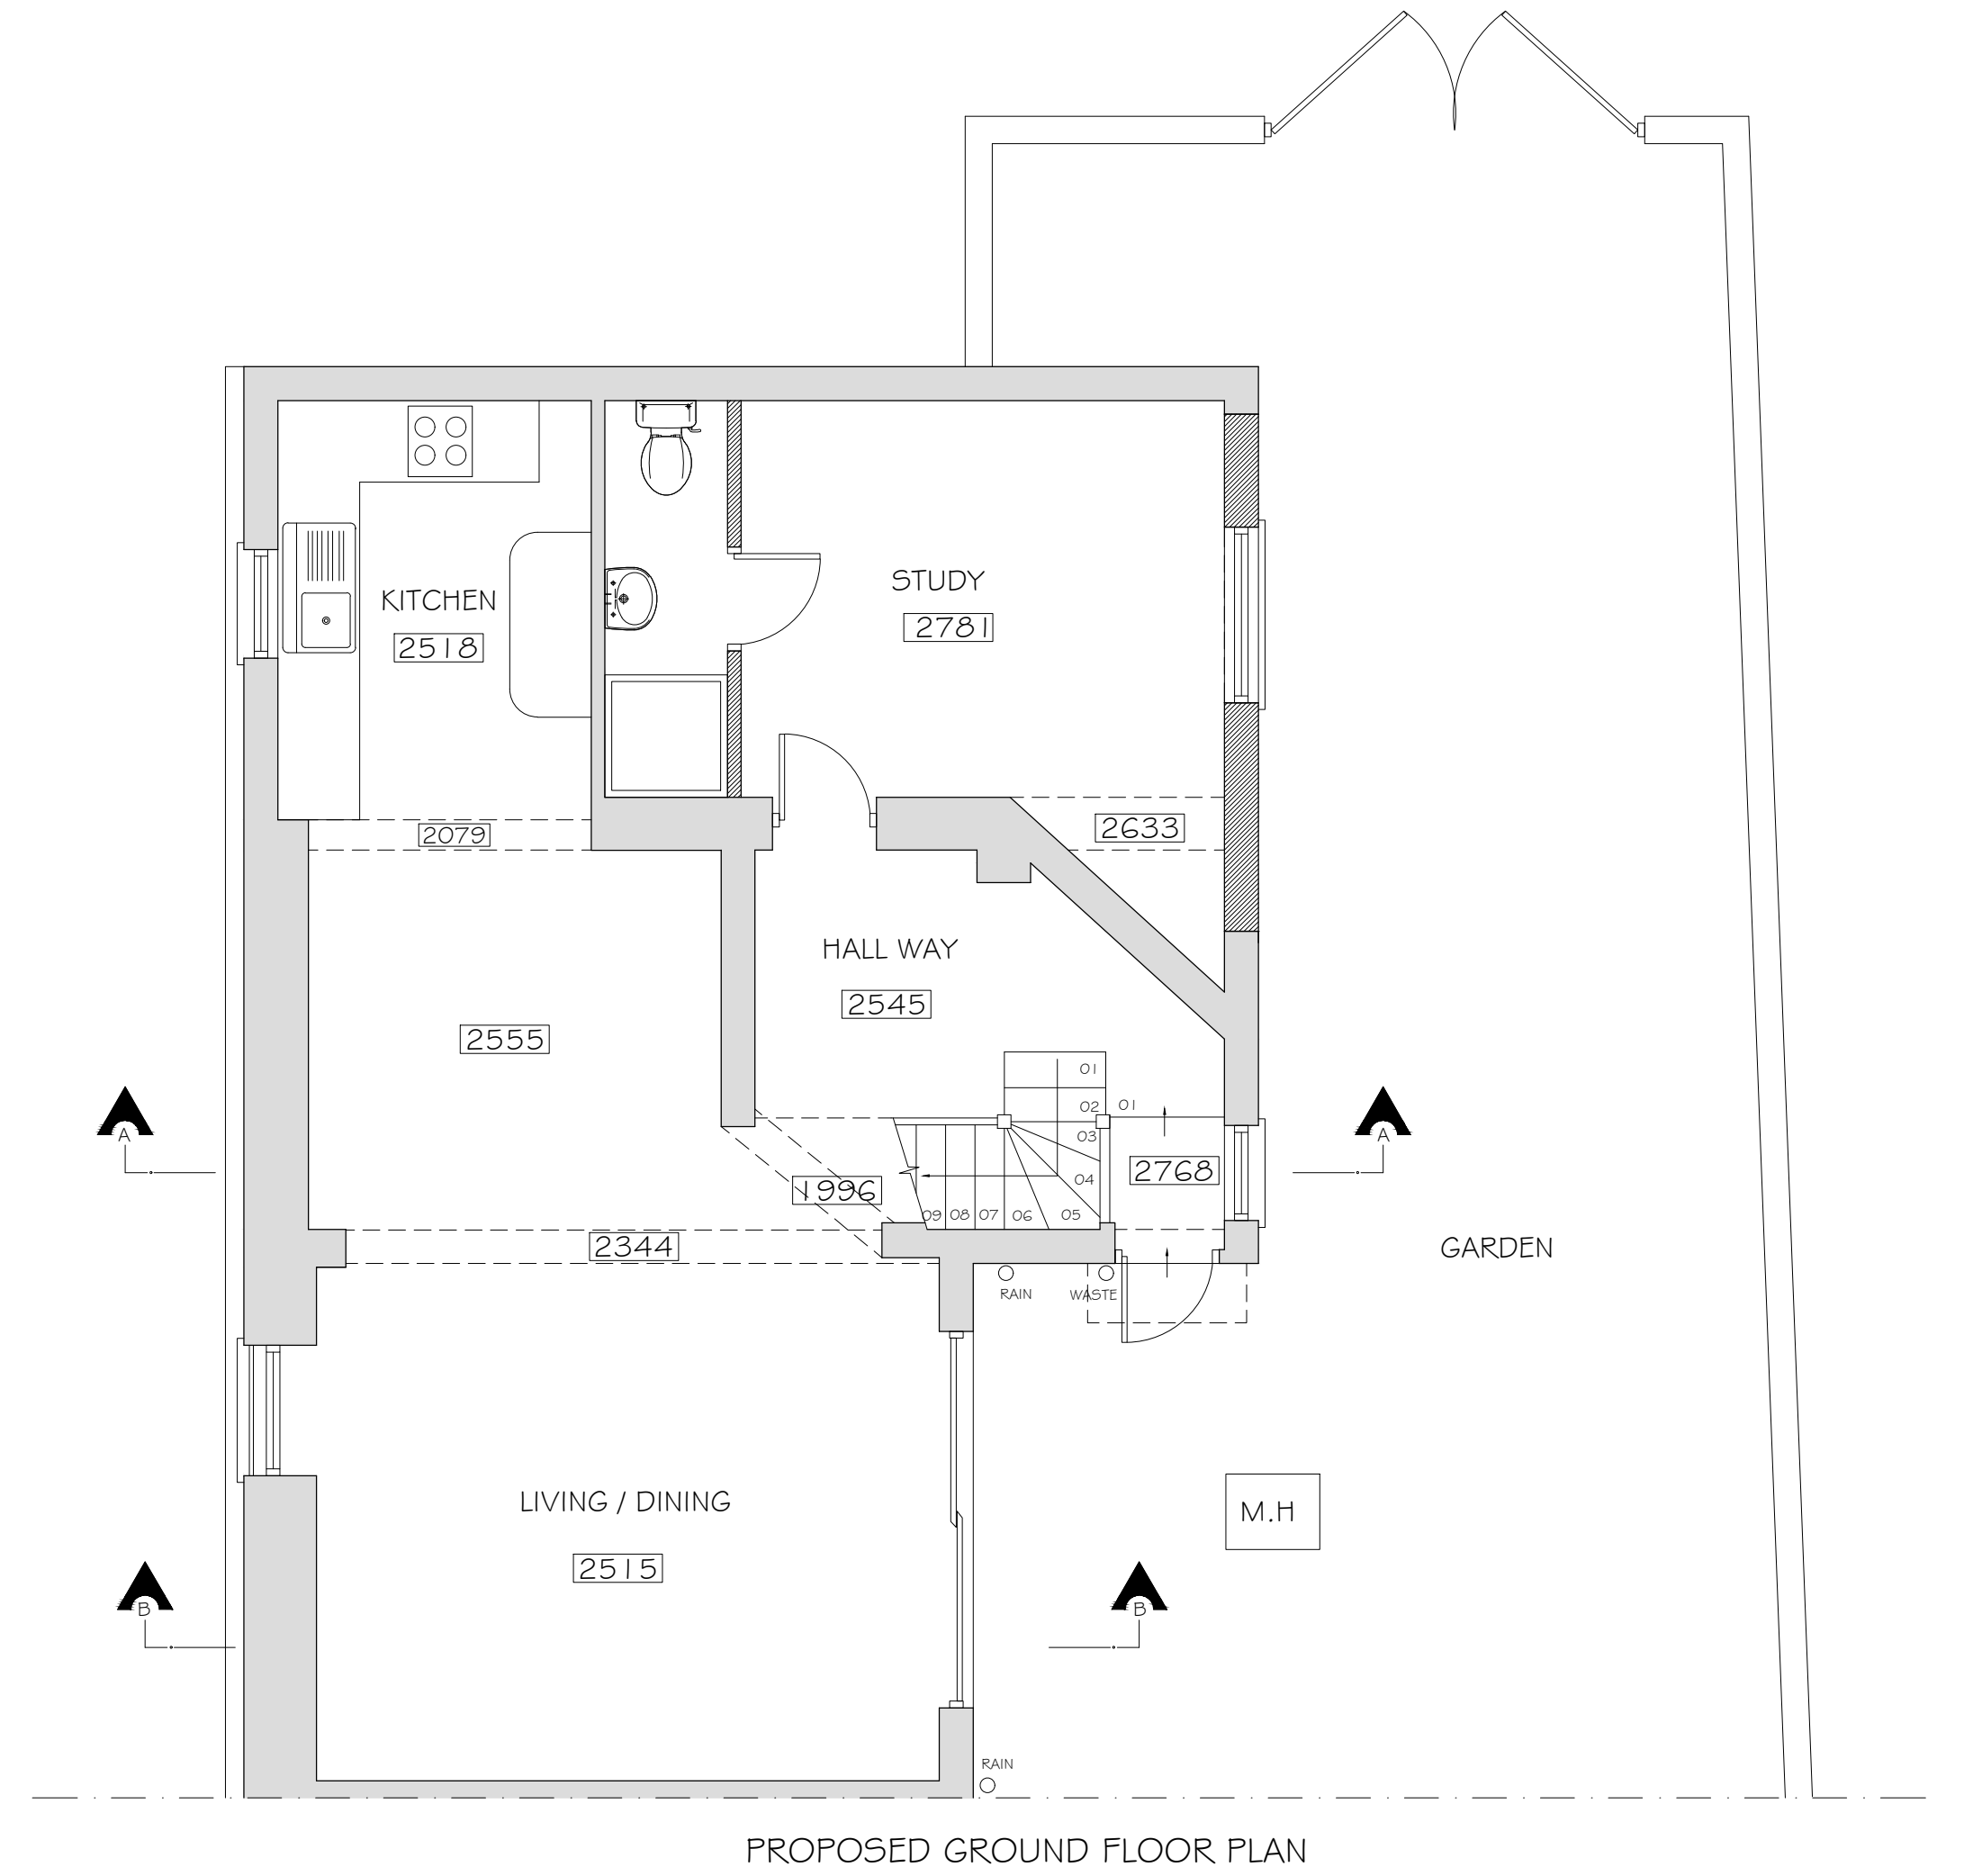 STUDY
2781
KITCHEN
2518
2079
2633
HALL WAY
2545
2555
01
02
01
03
04
05
06
07
08
09
A
A
2768
1996
2344
GARDEN
RAIN
WASTE
LIVING / DINING
2515
M.H
B
B
RAIN
PROPOSED GROUND FLOOR PLAN